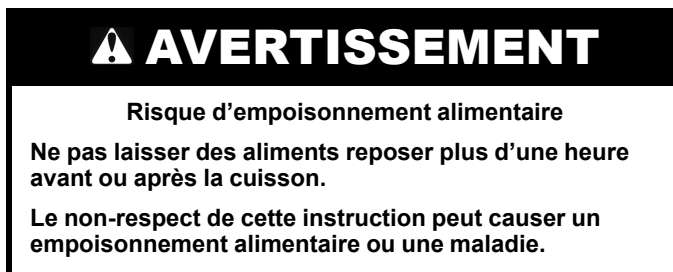 AVERTISSEMENT
Risque d’empoisonnement alimentaire
Ne pas laisser des aliments reposer plus d’une heure
avant ou après la cuisson.
Le non-respect de cette instruction peut causer un
empoisonnement alimentaire ou une maladie.